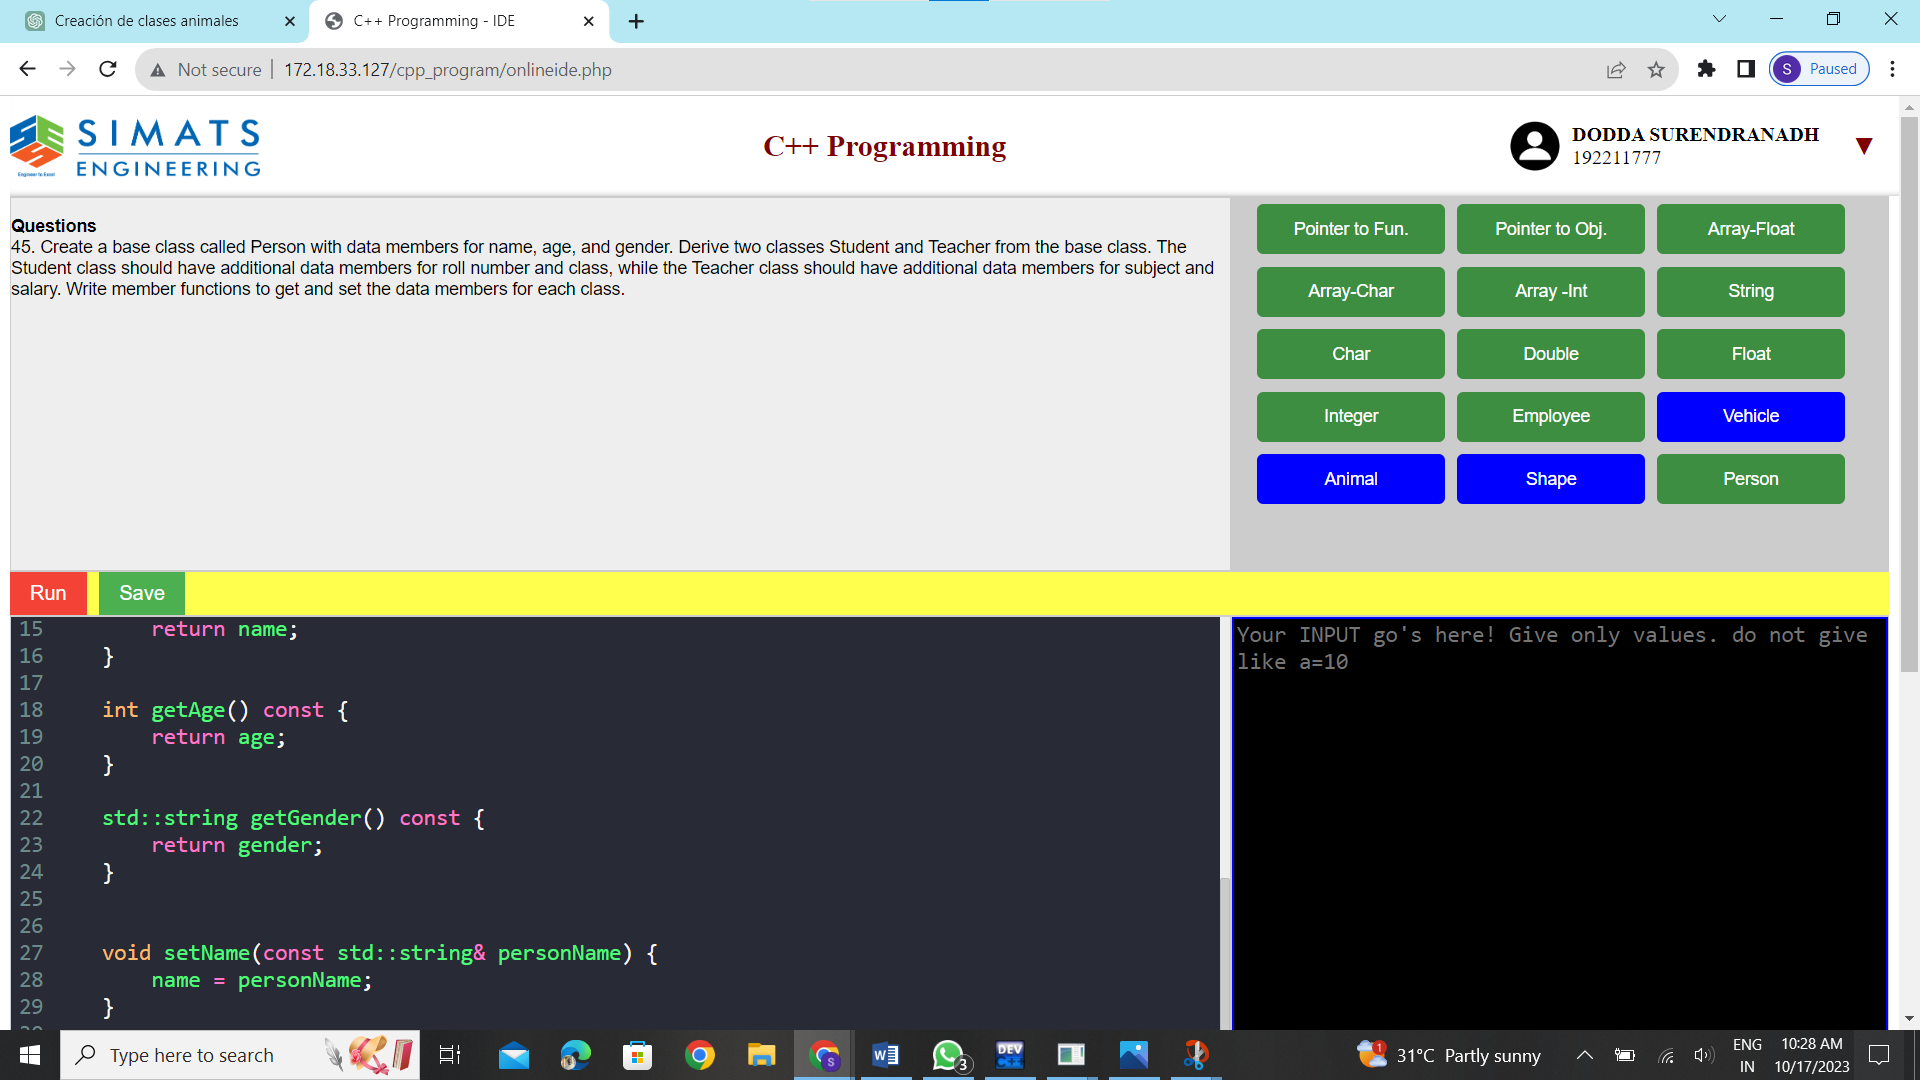 Creación de clases animales
C++ Programming - IDE
Not secure
172.18.33.127/cpp_program/onlineide.php
S
Paused
SIMATS
ENGINEERING
Engineer to Excel
C++ Programming
DODDA SURENDRANADH
192211777
Questions
45. Create a base class called Person with data members for name, age, and gender. Derive two classes Student and Teacher from the base class. The
Student class should have additional data members for roll number and class, while the Teacher class should have additional data members for subject and
salary. Write member functions to get and set the data members for each class.
Pointer to Fun.
Pointer to Obj.
Array-Float
Array-Char
Array -Int
String
Char
Double
Float
Integer
Employee
Vehicle
Animal
Shape
Person
Run
Save
15 return name;
16 }
17
18 int getAge() const {
19 return age;
20 }
21
22 std::string getGender() const {
23 return gender;
24 }
25
26
27 void setName(const std::string& personName) {
28 name = personName;
29 }
Your INPUT go's here! Give only values. do not give
like a=10
Type here to search
S
W
3
DEV
C++
1
31°C Partly sunny
ENG
IN
10:28 AM
10/17/2023